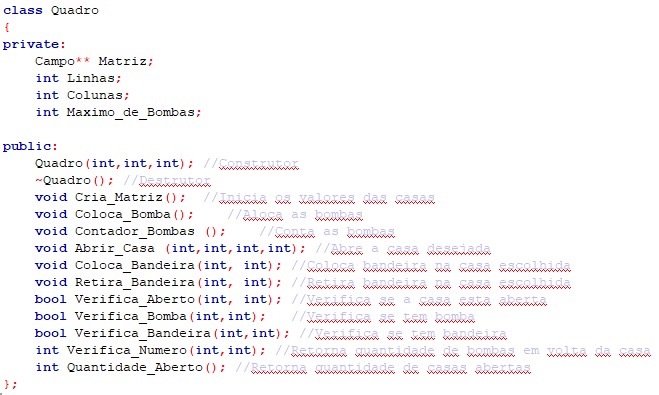 class Quadro
{
private:
    Campo** Matriz;
    int Linhas;
    int Colunas;
    int Maximo_de_Bombas;

public:
    Quadro(int,int,int); //Construtor
    ~Quadro(); //Destrutor
    void Cria_Matriz();  //Inicia os valores das casas
    void Coloca_Bomba();    //Aloca as bombas
    void Contador_Bombas ();    //Conta as bombas
    void Abrir_Casa (int,int,int,int); //Abre a casa desejada
    void Coloca_Bandeira(int, int); //Coloca bandeira na casa escolhida
    void Retira_Bandeira(int, int); //Retira bandeira na casa escolhida
    bool Verifica_Aberto(int, int); //Verifica se a casa esta aberta
    bool Verifica_Bomba(int,int);   //Verifica se tem bomba
    bool Verifica_Bandeira(int,int); //Verifica se tem bandeira
    int Verifica_Numero(int,int); //Retorna quantidade de bombas em volta da casa
    int Quantidade_Aberto(); //Retorna quantidade de casas abertas
};